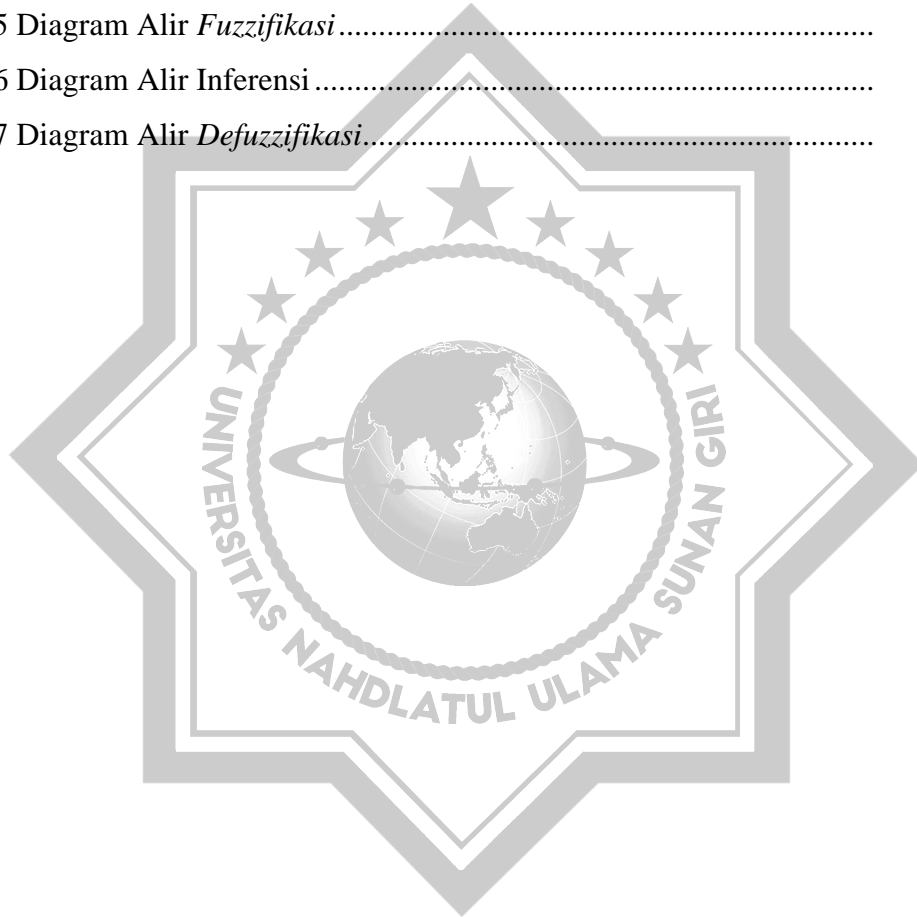 5 Diagram Alir Fuzzifikasi ........................................................................
6 Diagram Alir Inferensi ...........................................................................
7 Diagram Alir Defuzzifikasi.....................................................................
UNIVERSITAS NAHDLATUL ULAMA SUNAN GIRI